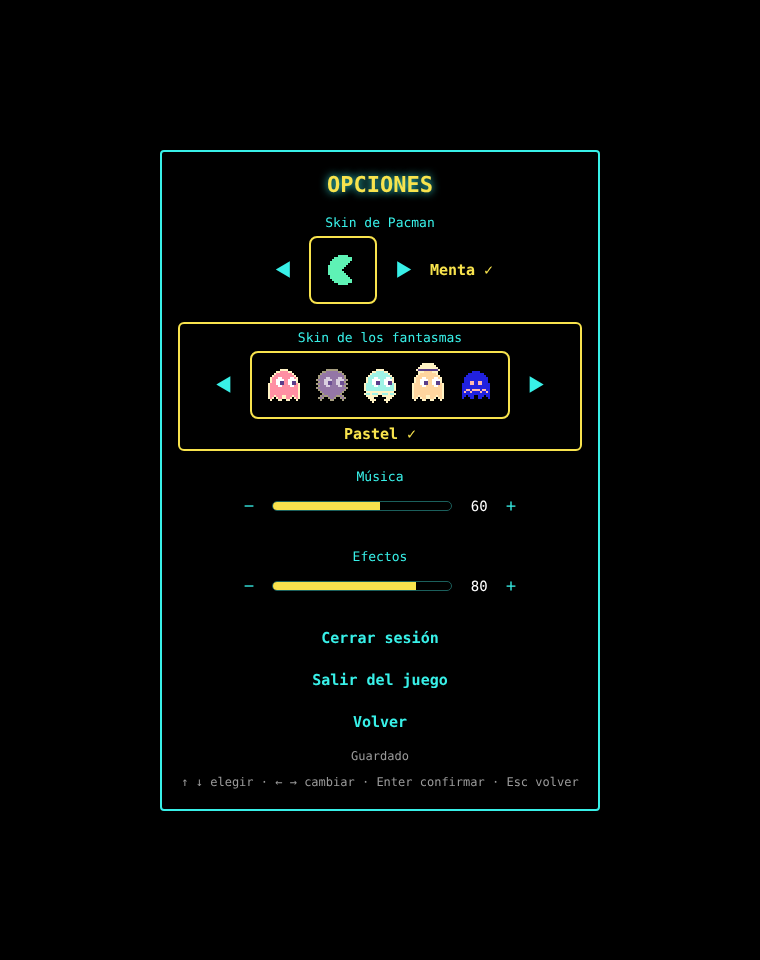 OPCIONES
Skin de Pacman
◀ ▶ Menta ✓
Skin de los fantasmas
◀ ▶
Pastel ✓
Música
− 60 +
Efectos
− 80 +
Cerrar sesión
Salir del juego
Volver
Guardado
↑ ↓ elegir · ← → cambiar · Enter confirmar · Esc volver